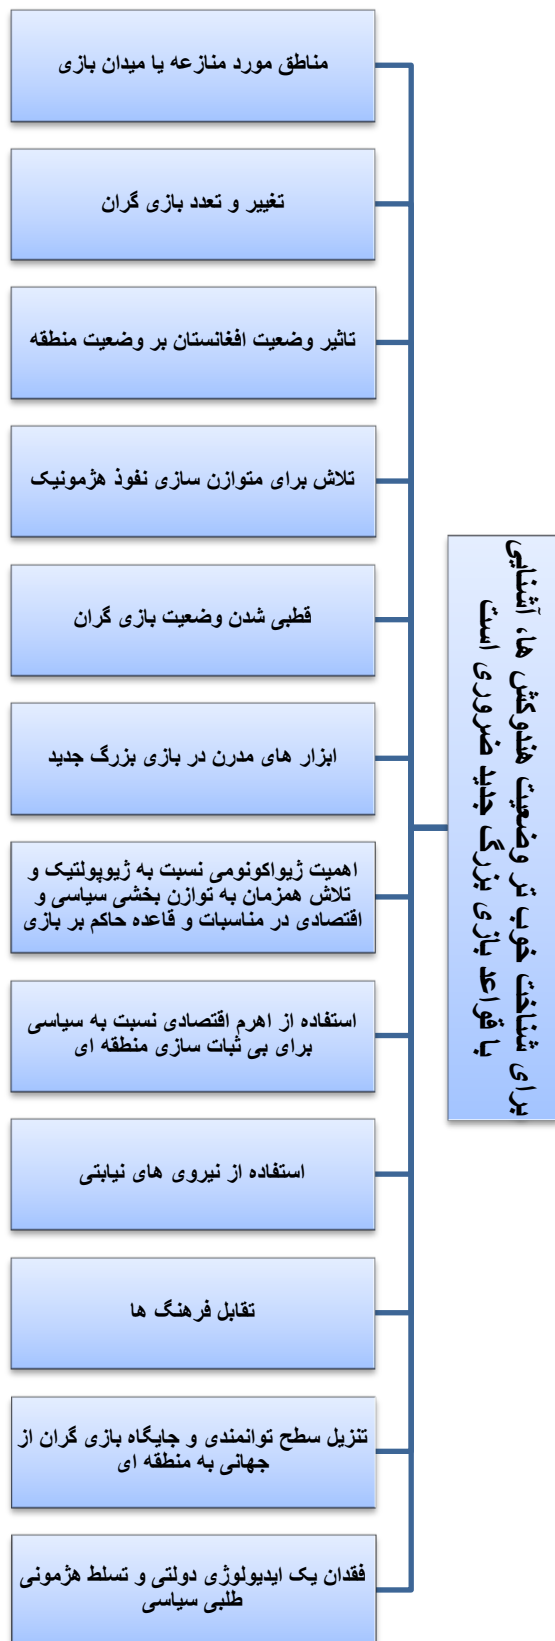 برای شناخت خوب تر وضعیت هندوکش ها، آشنایی
با قواعد بازی بزرگ جدید ضروری است
مناطق مورد منازعه یا میدان بازی
تغییر و تعدد بازی گران
تاثیر وضعیت افغانستان بر وضعیت منطقه
تلاش برای متوازن سازی نفوذ هژمونیک
قطبی شدن وضعیت بازی گران
ابزار های مدرن در بازی بزرگ جدید
اهمیت ژیواکونومی نسبت به ژیوپولتیک و
تلاش همزمان به توازن بخشی سیاسی و
اقتصادی در مناسبات و قاعده حاکم بر بازی
استفاده از اهرم اقتصادی نسبت به سیاسی
برای بی ثبات سازی منطقه ای
استفاده از نیروی های نیابتی
تقابل فرهنگ ها
تنزیل سطح توانمندی و جایگاه بازی گران از
جهانی به منطقه ای
فقدان یک ایدیولوژی دولتی و تسلط هژمونی
طلبی سیاسی